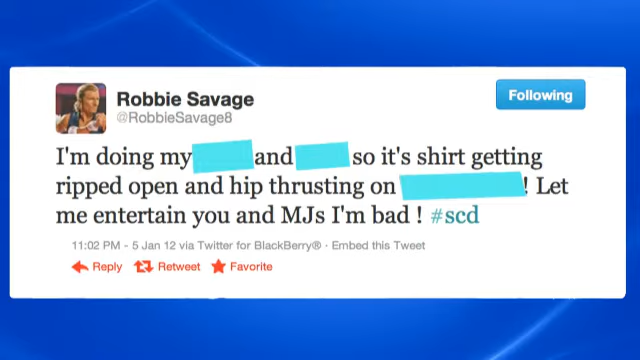 Robbie Savage
@RobbieSavage8
Following
I'm doing my and so it's shirt getting
ripped open and hip thrusting on ! Let
me entertain you and MJs I'm bad ! #scd
11:02 PM - 5 Jan 12 via Twitter for BlackBerry® · Embed this Tweet
Reply Retweet Favorite